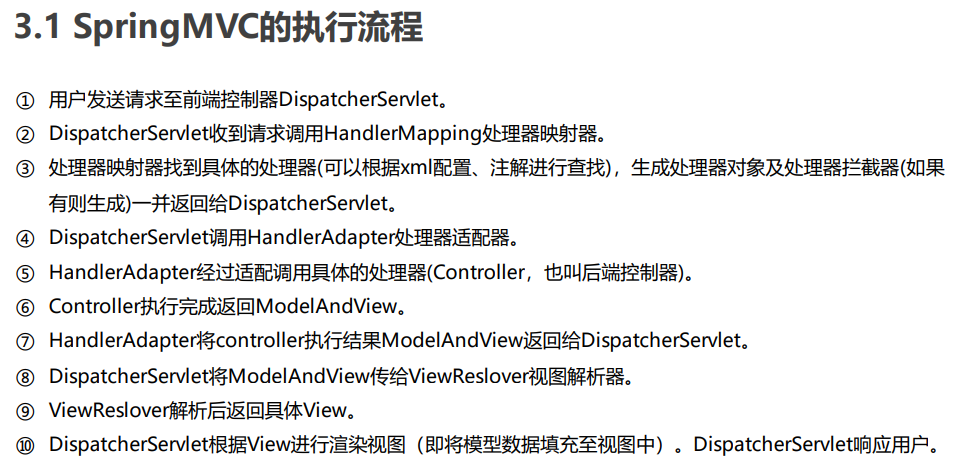 3.1 SpringMVC的执行流程
① 用户发送请求至前端控制器DispatcherServlet。
② DispatcherServlet收到请求调用HandlerMapping处理器映射器。
③ 处理器映射器找到具体的处理器(可以根据xml配置、注解进行查找)，生成处理器对象及处理器拦截器(如果
有则生成)一并返回给DispatcherServlet。
④ DispatcherServlet调用HandlerAdapter处理器适配器。
⑤ HandlerAdapter经过适配调用具体的处理器(Controller，也叫后端控制器)。
⑥ Controller执行完成返回ModelAndView。
⑦ HandlerAdapter将controller执行结果ModelAndView返回给DispatcherServlet。
⑧ DispatcherServlet将ModelAndView传给ViewReslover视图解析器。
⑨ ViewReslover解析后返回具体View。
⑩ DispatcherServlet根据View进行渲染视图（即将模型数据填充至视图中）。DispatcherServlet响应用户。